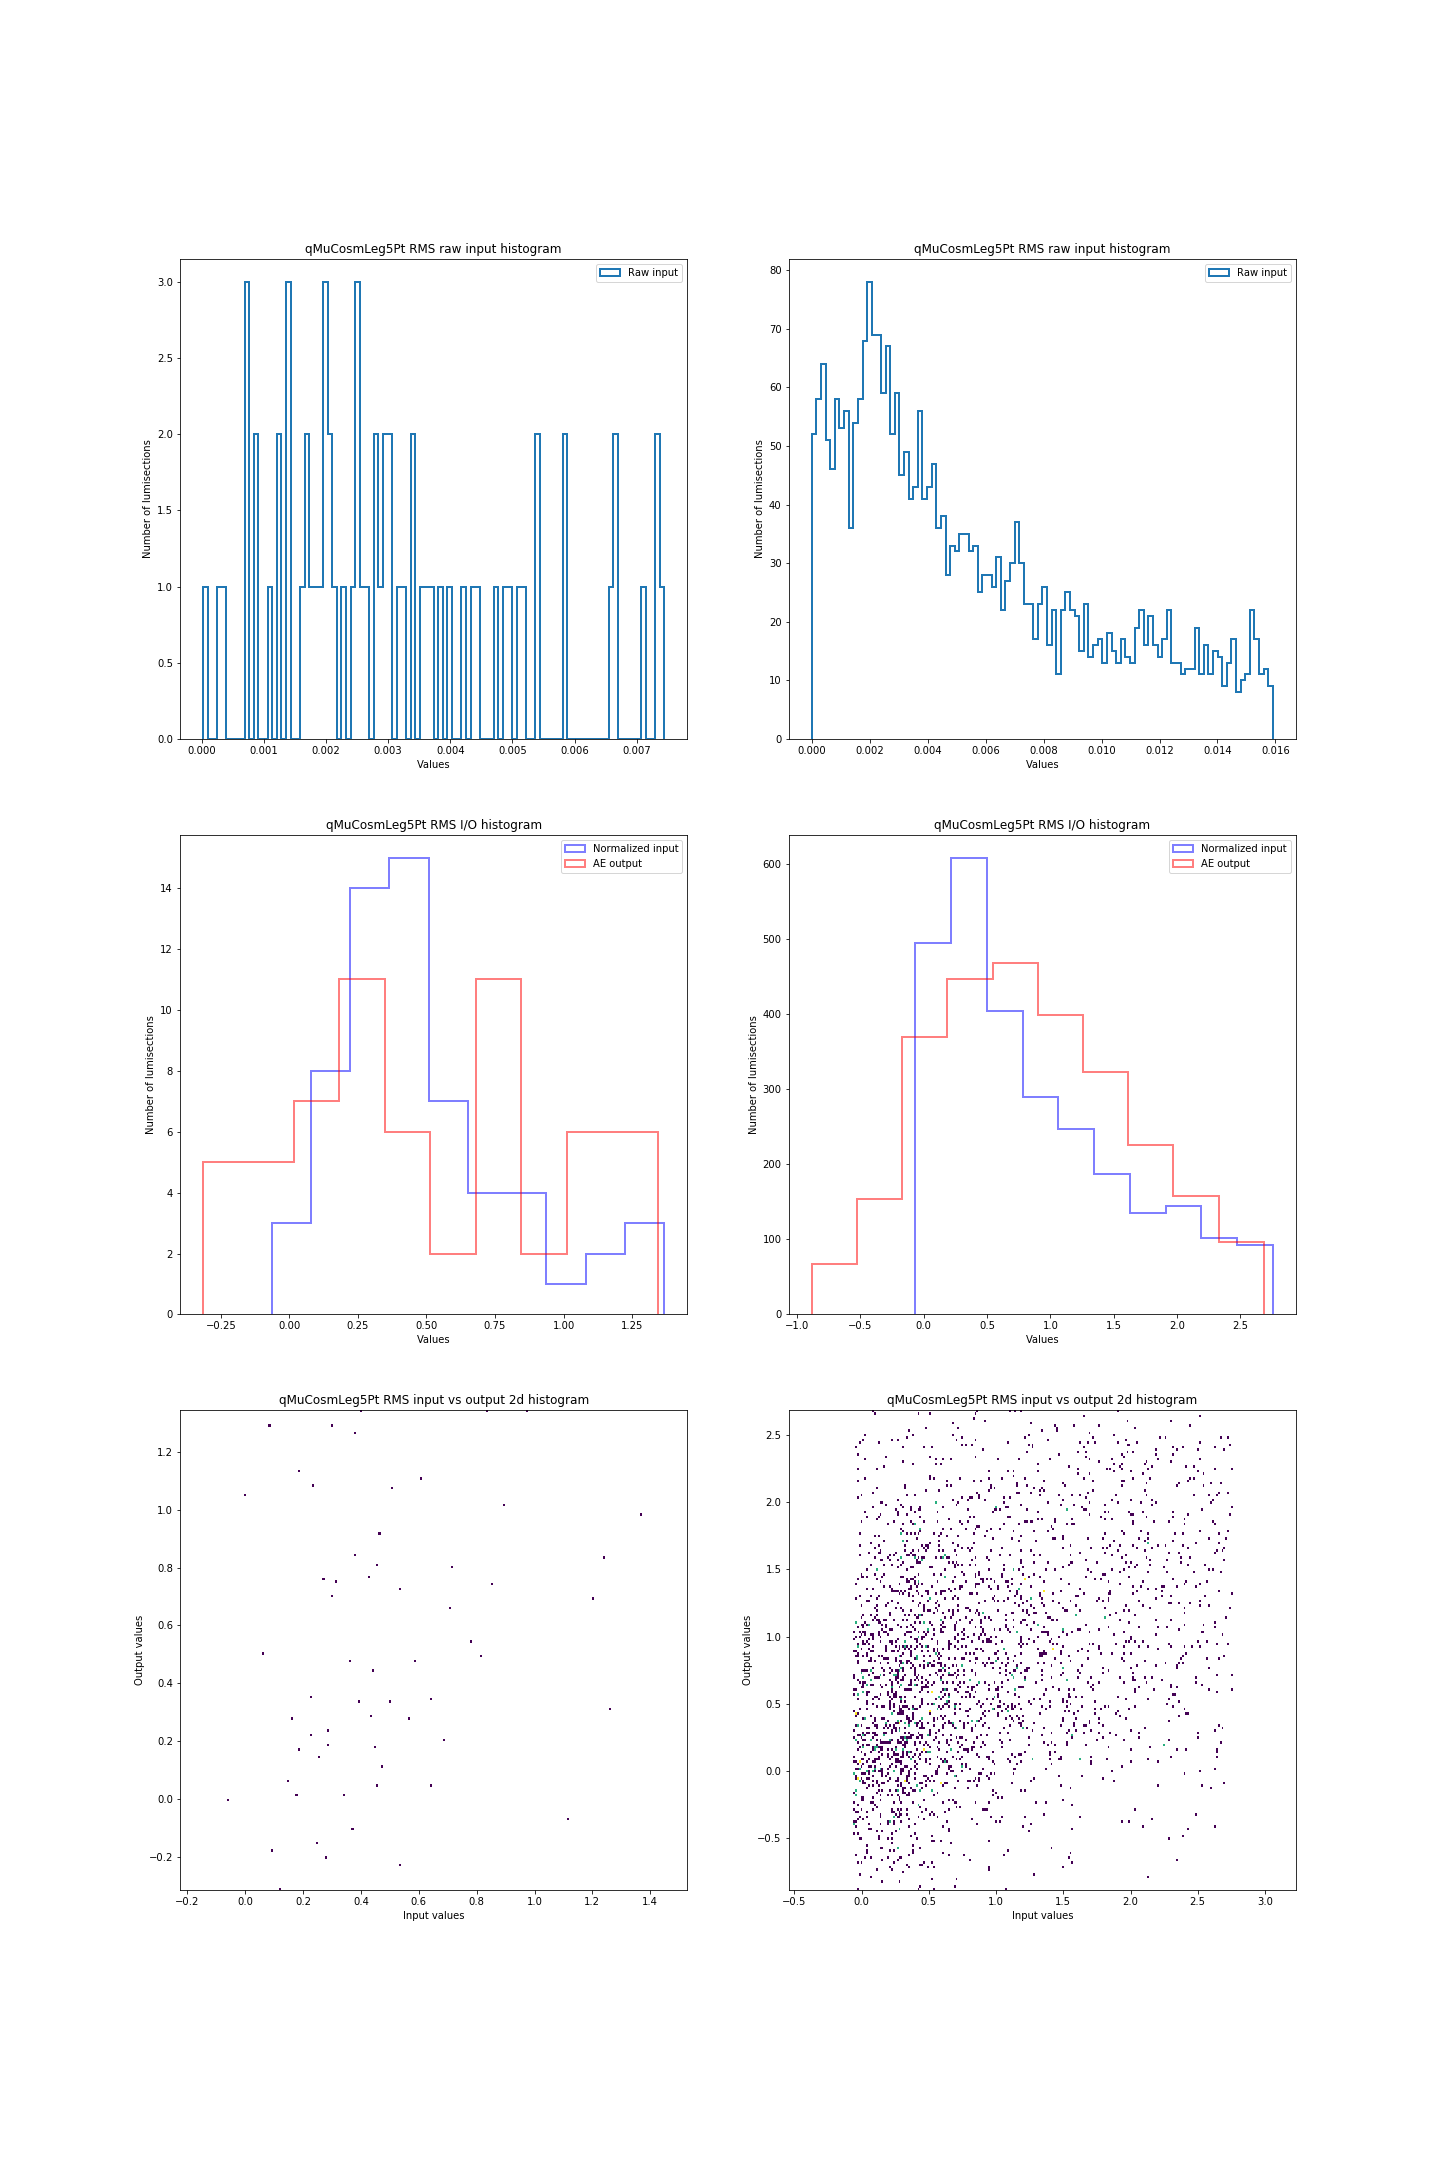 qMuCosmLeg5Pt RMS raw input histogram
Raw input
Number of lumisections
3.0
2.5
2.0
1.5
1.0
0.5
0.0
0.000 0.001 0.002 0.003 0.004 0.005 0.006 0.007
Values
qMuCosmLeg5Pt RMS raw input histogram
Raw input
Number of lumisections
80
70
60
50
40
30
20
10
0
0.000 0.002 0.004 0.006 0.008 0.010 0.012 0.014 0.016
Values
qMuCosmLeg5Pt RMS I/O histogram
Normalized input
AE output
Number of lumisections
14
12
10
8
6
4
2
0
−0.25 0.00 0.25 0.50 0.75 1.00 1.25
Values
qMuCosmLeg5Pt RMS I/O histogram
Normalized input
AE output
Number of lumisections
600
500
400
300
200
100
0
−1.0 −0.5 0.0 0.5 1.0 1.5 2.0 2.5
Values
qMuCosmLeg5Pt RMS input vs output 2d histogram
Output values
1.2
1.0
0.8
0.6
0.4
0.2
0.0
−0.2
−0.2 0.0 0.2 0.4 0.6 0.8 1.0 1.2 1.4
Input values
qMuCosmLeg5Pt RMS input vs output 2d histogram
Output values
2.5
2.0
1.5
1.0
0.5
0.0
−0.5
−0.5 0.0 0.5 1.0 1.5 2.0 2.5 3.0
Input values